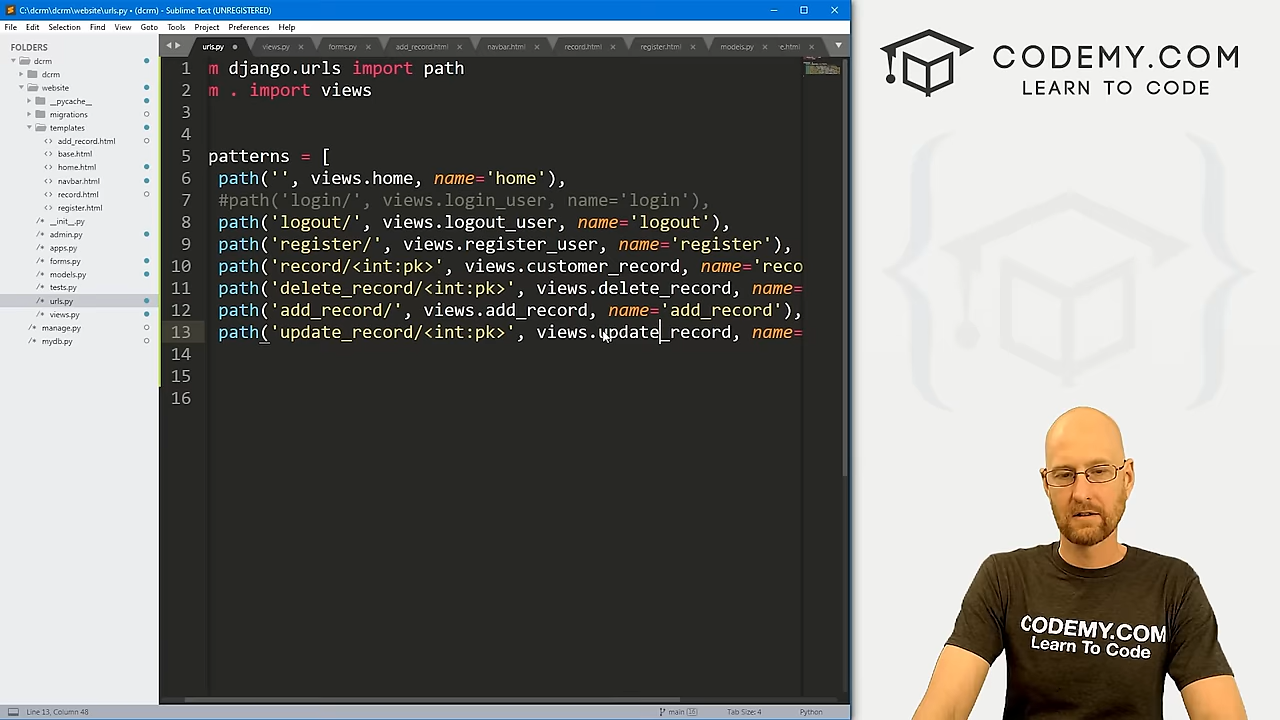 C:\dcrm\dcrm\website\urls.py • (dcrm) - Sublime Text (UNREGISTERED)
File Edit Selection Find View Goto Tools Project Preferences Help
FOLDERS
dcrm
dcrm
website
__pycache__
migrations
templates
add_record.html
base.html
home.html
navbar.html
record.html
register.html
__init__.py
admin.py
apps.py
forms.py
models.py
tests.py
urls.py
views.py
manage.py
mydb.py
urls.py views.py forms.py add_record.html navbar.html record.html register.html models.py e.html
1 m django.urls import path
2 m . import views
3
4
5 patterns = [
6 path('', views.home, name='home'),
7 #path('login/', views.login_user, name='login'),
8 path('logout/', views.logout_user, name='logout'),
9 path('register/', views.register_user, name='register'),
10 path('record/<int:pk>', views.customer_record, name='reco
11 path('delete_record/<int:pk>', views.delete_record, name=
12 path('add_record/', views.add_record, name='add_record'),
13 path('update_record/<int:pk>', views.update_record, name=
14
15
16
Line 13, Column 48
main 16
Tab Size: 4
Python
CODEMY.COM
LEARN TO CODE
CODEMY.COM
Learn To Code